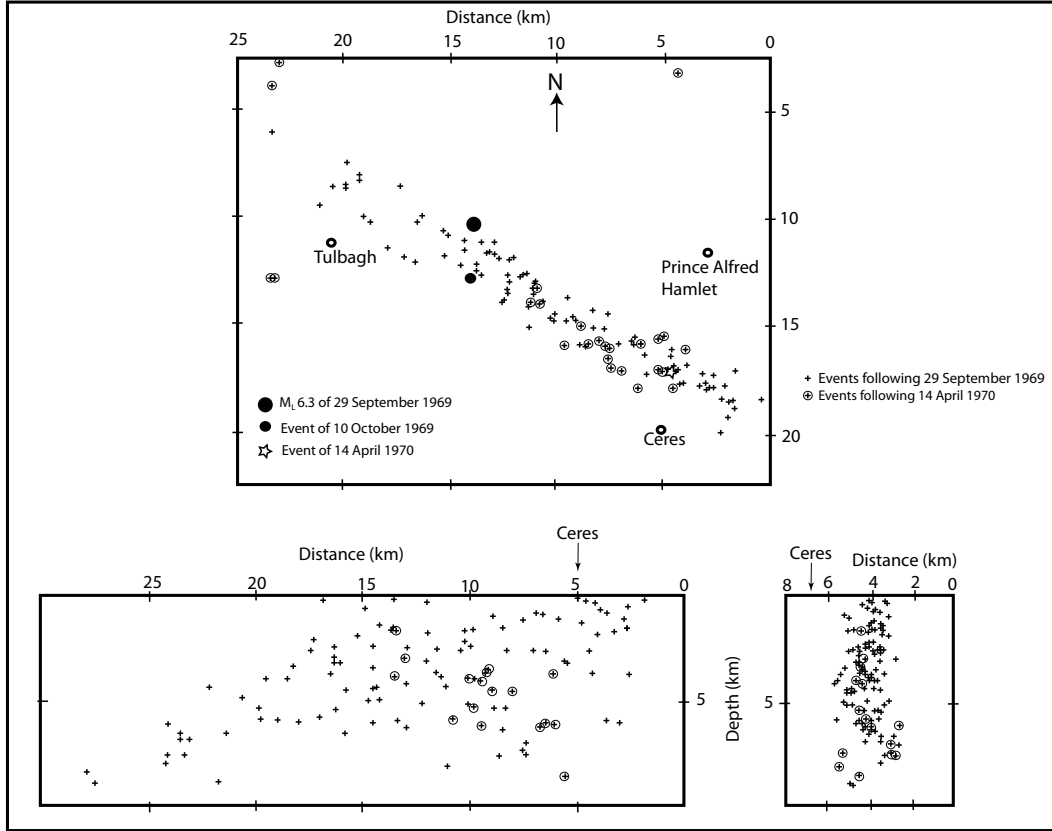 Distance (km)
25 20 15 10 5 0
N
5
10
15
20
Tulbagh
Prince Alfred
Hamlet
Ceres
M_L 6.3 of 29 September 1969
Event of 10 October 1969
Event of 14 April 1970
Events following 29 September 1969
Events following 14 April 1970
Ceres
Distance (km)
25 20 15 10 5 0
5
Ceres
Distance (km)
8 6 4 2 0
Depth (km)
5